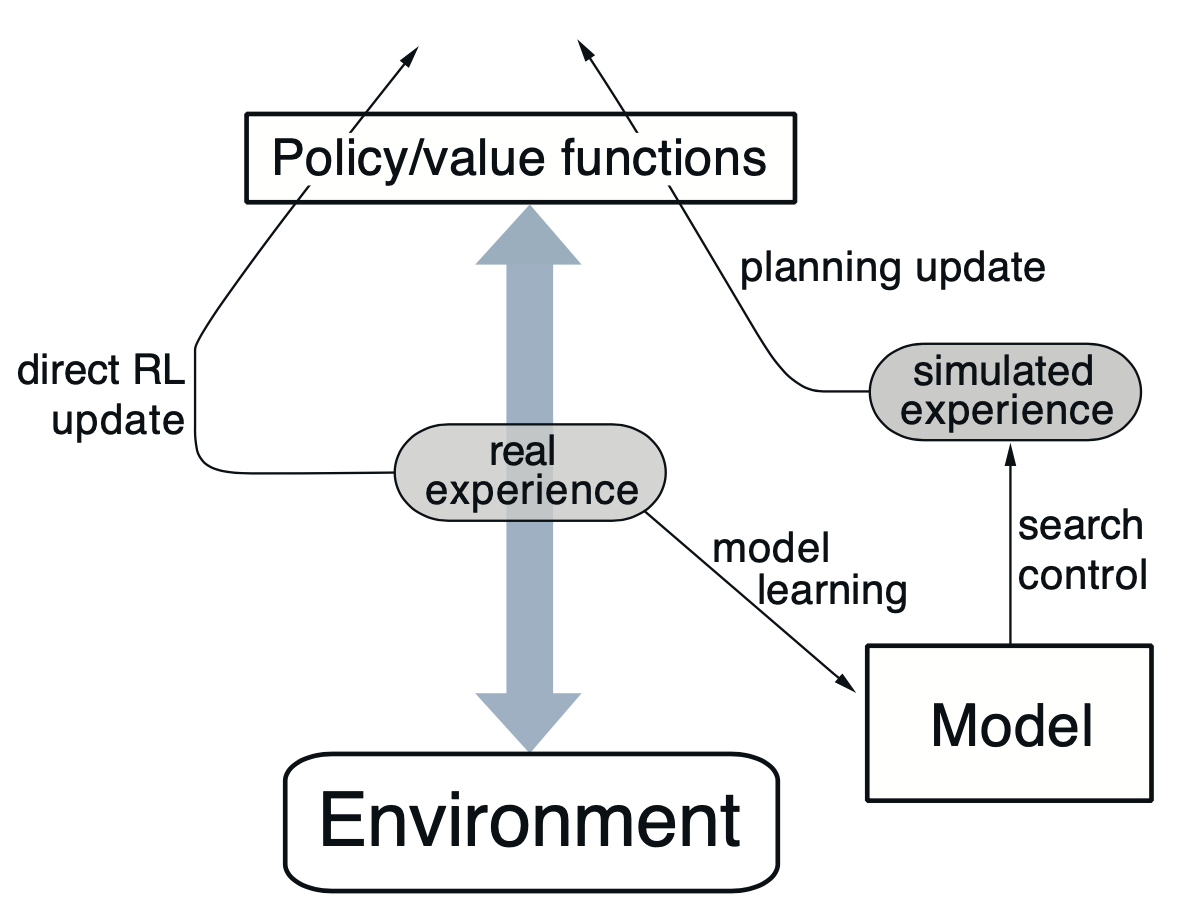 Policy/value functions
planning update
direct RL
update
simulated
experience
real
experience
model
learning
search
control
Model
Environment